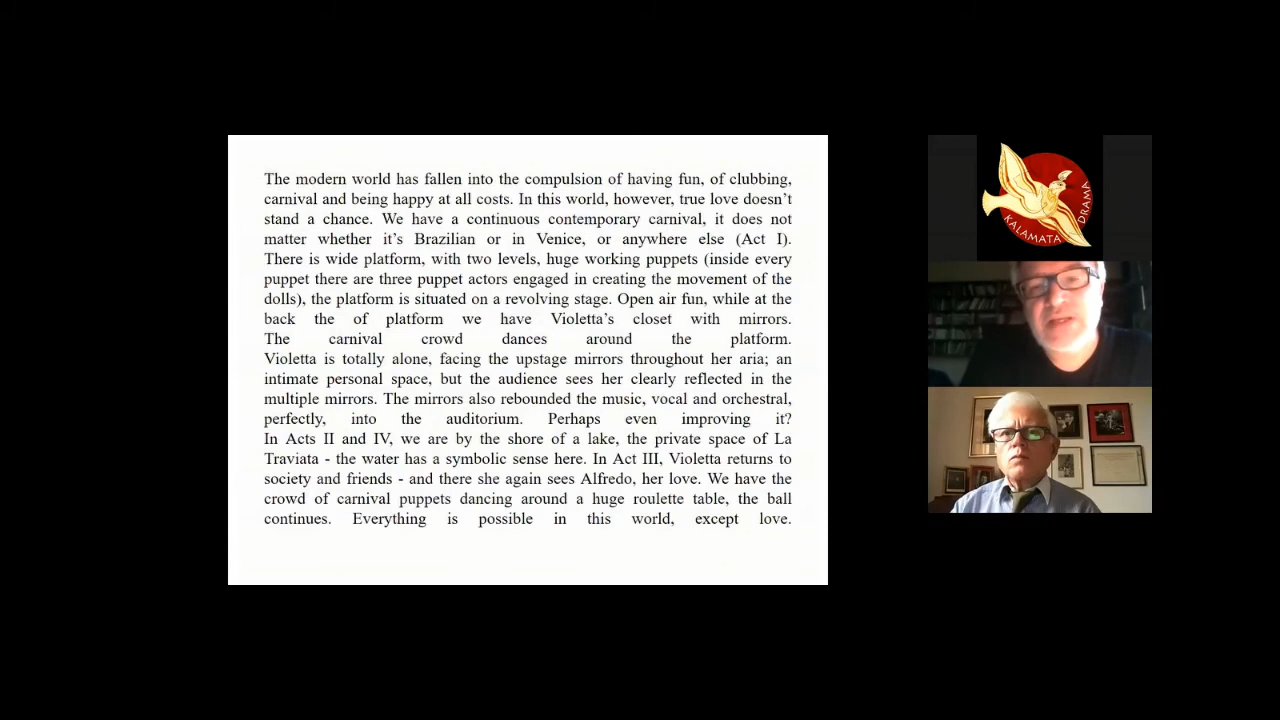 The modern world has fallen into the compulsion of having fun, of clubbing,
carnival and being happy at all costs. In this world, however, true love doesn’t
stand a chance. We have a continuous contemporary carnival, it does not
matter whether it’s Brazilian or in Venice, or anywhere else (Act I).
There is wide platform, with two levels, huge working puppets (inside every
puppet there are three puppet actors engaged in creating the movement of the
dolls), the platform is situated on a revolving stage. Open air fun, while at the
back the of platform we have Violetta’s closet with mirrors.
The carnival crowd dances around the platform.
Violetta is totally alone, facing the upstage mirrors throughout her aria; an
intimate personal space, but the audience sees her clearly reflected in the
multiple mirrors. The mirrors also rebounded the music, vocal and orchestral,
perfectly, into the auditorium. Perhaps even improving it?
In Acts II and IV, we are by the shore of a lake, the private space of La
Traviata - the water has a symbolic sense here. In Act III, Violetta returns to
society and friends - and there she again sees Alfredo, her love. We have the
crowd of carnival puppets dancing around a huge roulette table, the ball
continues. Everything is possible in this world, except love.
KALAMATA DRAMA